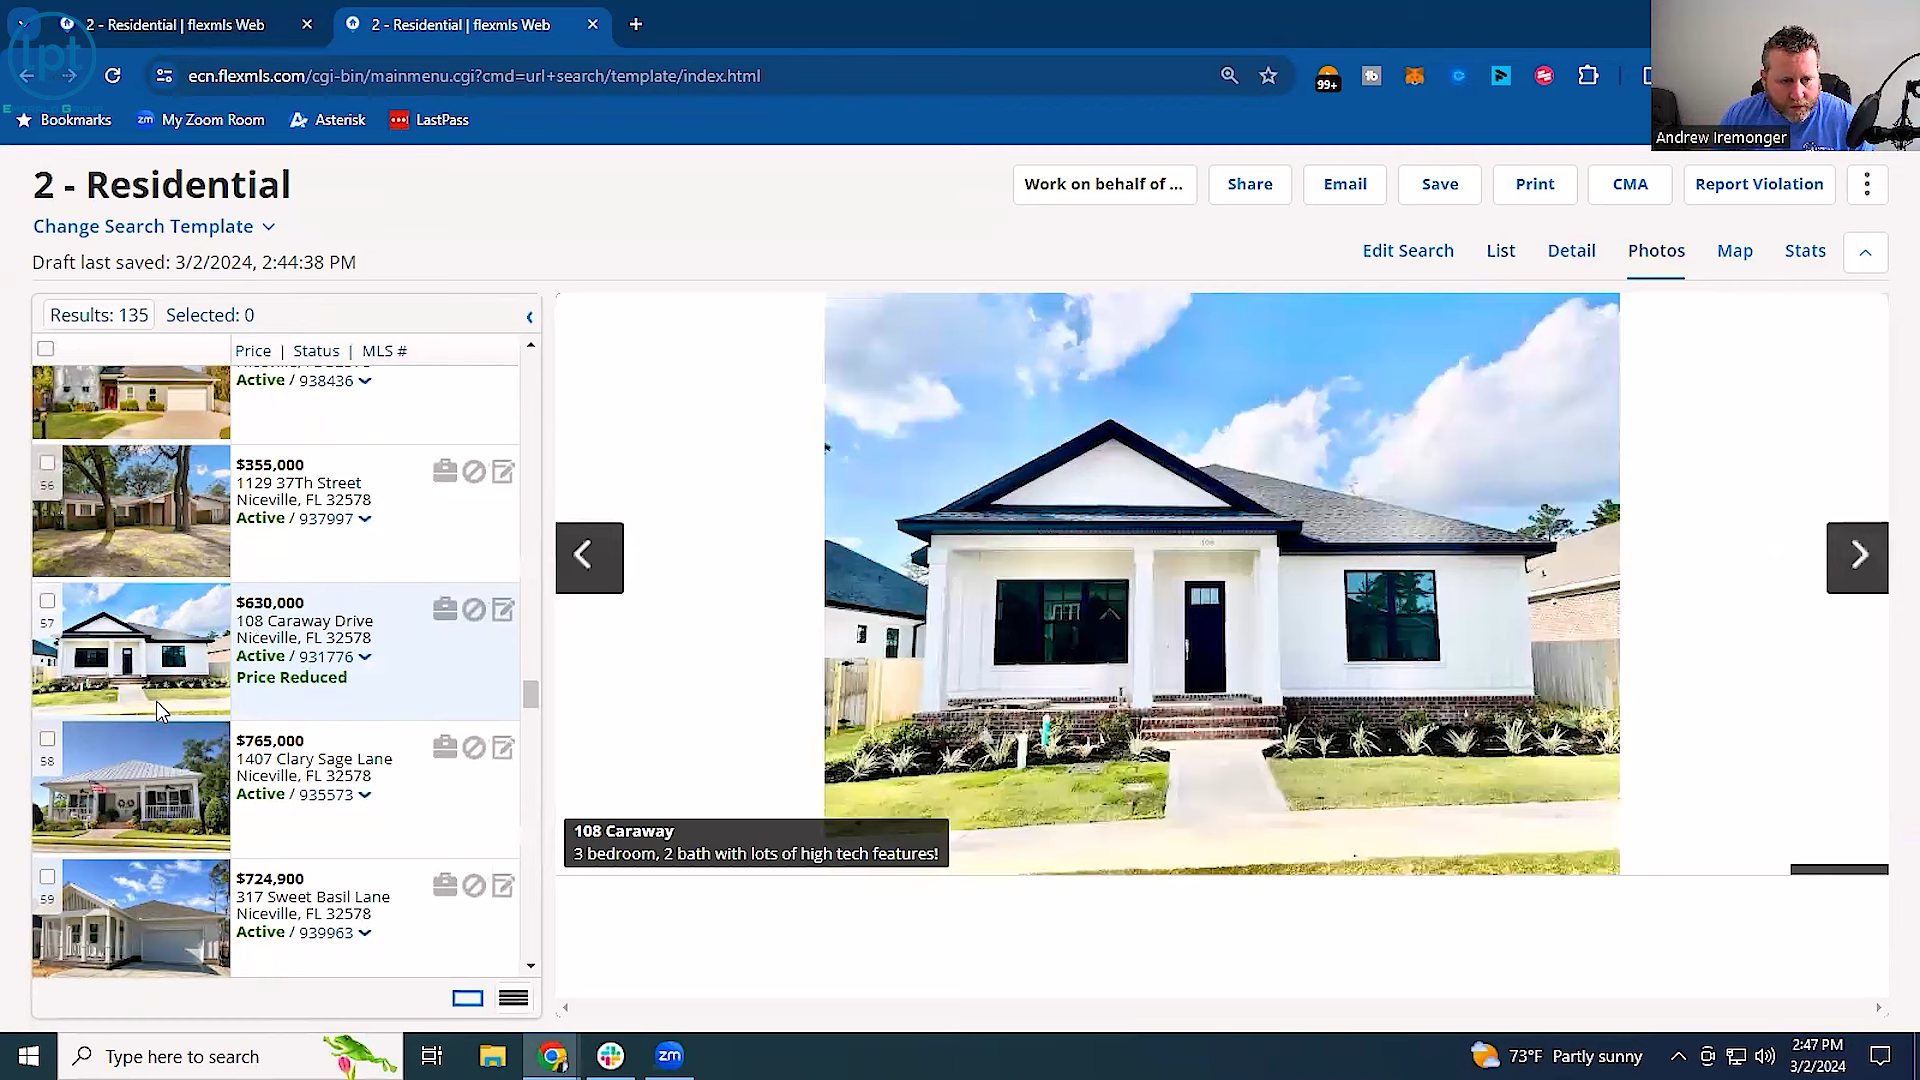 2 - Residential | flexmls Web
2 - Residential | flexmls Web
lpt
EMERALD GROUP
ecn.flexmls.com/cgi-bin/mainmenu.cgi?cmd=url+search/template/index.html
99+
Bookmarks
zm My Zoom Room
Asterisk
LastPass
Andrew Iremonger
2 - Residential
Work on behalf of ...
Share
Email
Save
Print
CMA
Report Violation
Change Search Template
Draft last saved: 3/2/2024, 2:44:38 PM
Edit Search
List
Detail
Photos
Map
Stats
Results: 135 Selected: 0
Price | Status | MLS #
Active / 938436
56
$355,000
1129 37Th Street
Niceville, FL 32578
Active / 937997
57
$630,000
108 Caraway Drive
Niceville, FL 32578
Active / 931776
Price Reduced
58
$765,000
1407 Clary Sage Lane
Niceville, FL 32578
Active / 935573
59
$724,900
317 Sweet Basil Lane
Niceville, FL 32578
Active / 939963
108
108 Caraway
3 bedroom, 2 bath with lots of high tech features!
Type here to search
zm
73°F Partly sunny
2:47 PM
3/2/2024